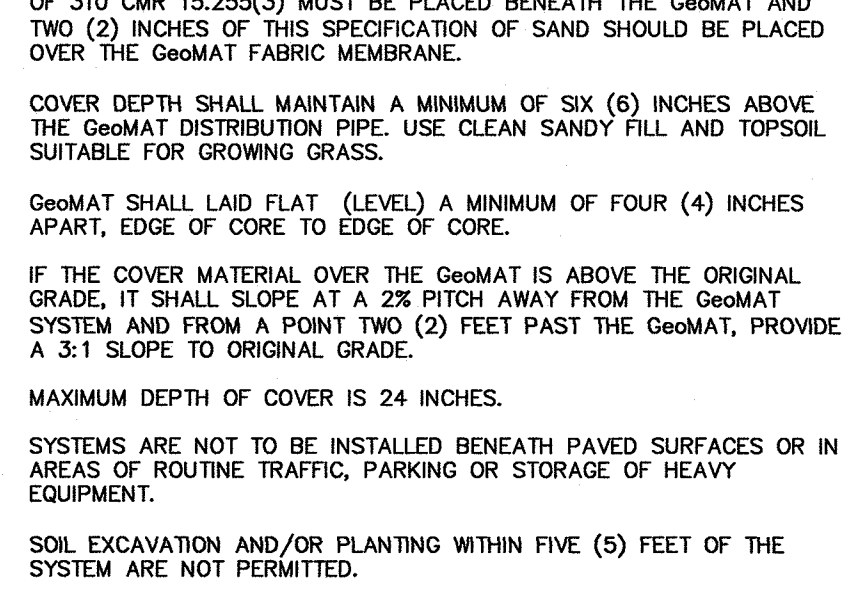 OF 310 CMR 15.255(3) MUST BE PLACED BENEATH THE GeoMAT AND
TWO (2) INCHES OF THIS SPECIFICATION OF SAND SHOULD BE PLACED
OVER THE GeoMAT FABRIC MEMBRANE.
COVER DEPTH SHALL MAINTAIN A MINIMUM OF SIX (6) INCHES ABOVE
THE GeoMAT DISTRIBUTION PIPE. USE CLEAN SANDY FILL AND TOPSOIL
SUITABLE FOR GROWING GRASS.
GeoMAT SHALL LAID FLAT (LEVEL) A MINIMUM OF FOUR (4) INCHES
APART, EDGE OF CORE TO EDGE OF CORE.
IF THE COVER MATERIAL OVER THE GeoMAT IS ABOVE THE ORIGINAL
GRADE, IT SHALL SLOPE AT A 2% PITCH AWAY FROM THE GeoMAT
SYSTEM AND FROM A POINT TWO (2) FEET PAST THE GeoMAT, PROVIDE
A 3:1 SLOPE TO ORIGINAL GRADE.
MAXIMUM DEPTH OF COVER IS 24 INCHES.
SYSTEMS ARE NOT TO BE INSTALLED BENEATH PAVED SURFACES OR IN
AREAS OF ROUTINE TRAFFIC, PARKING OR STORAGE OF HEAVY
EQUIPMENT.
SOIL EXCAVATION AND/OR PLANTING WITHIN FIVE (5) FEET OF THE
SYSTEM ARE NOT PERMITTED.